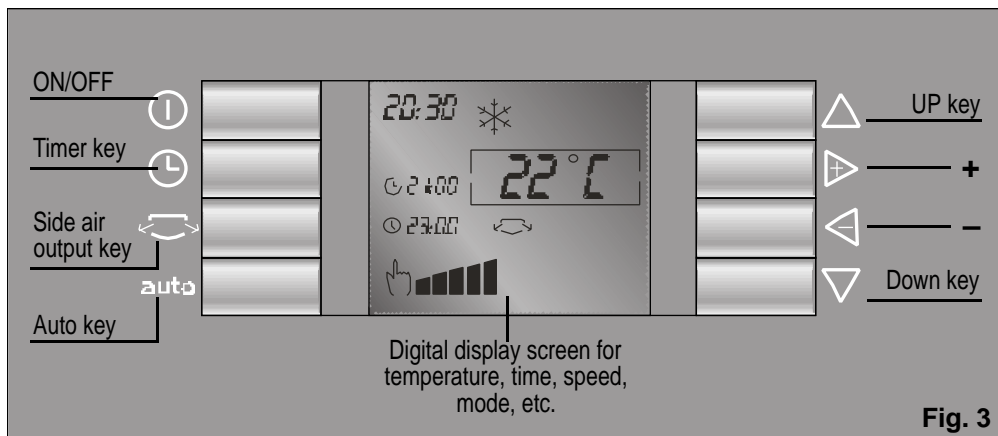 ON/OFF
Timer key
Side air
output key
auto
Auto key
20:30
22°C
21:00
23:00
UP key
+
–
Down key
Digital display screen for
temperature, time, speed,
mode, etc.
Fig. 3